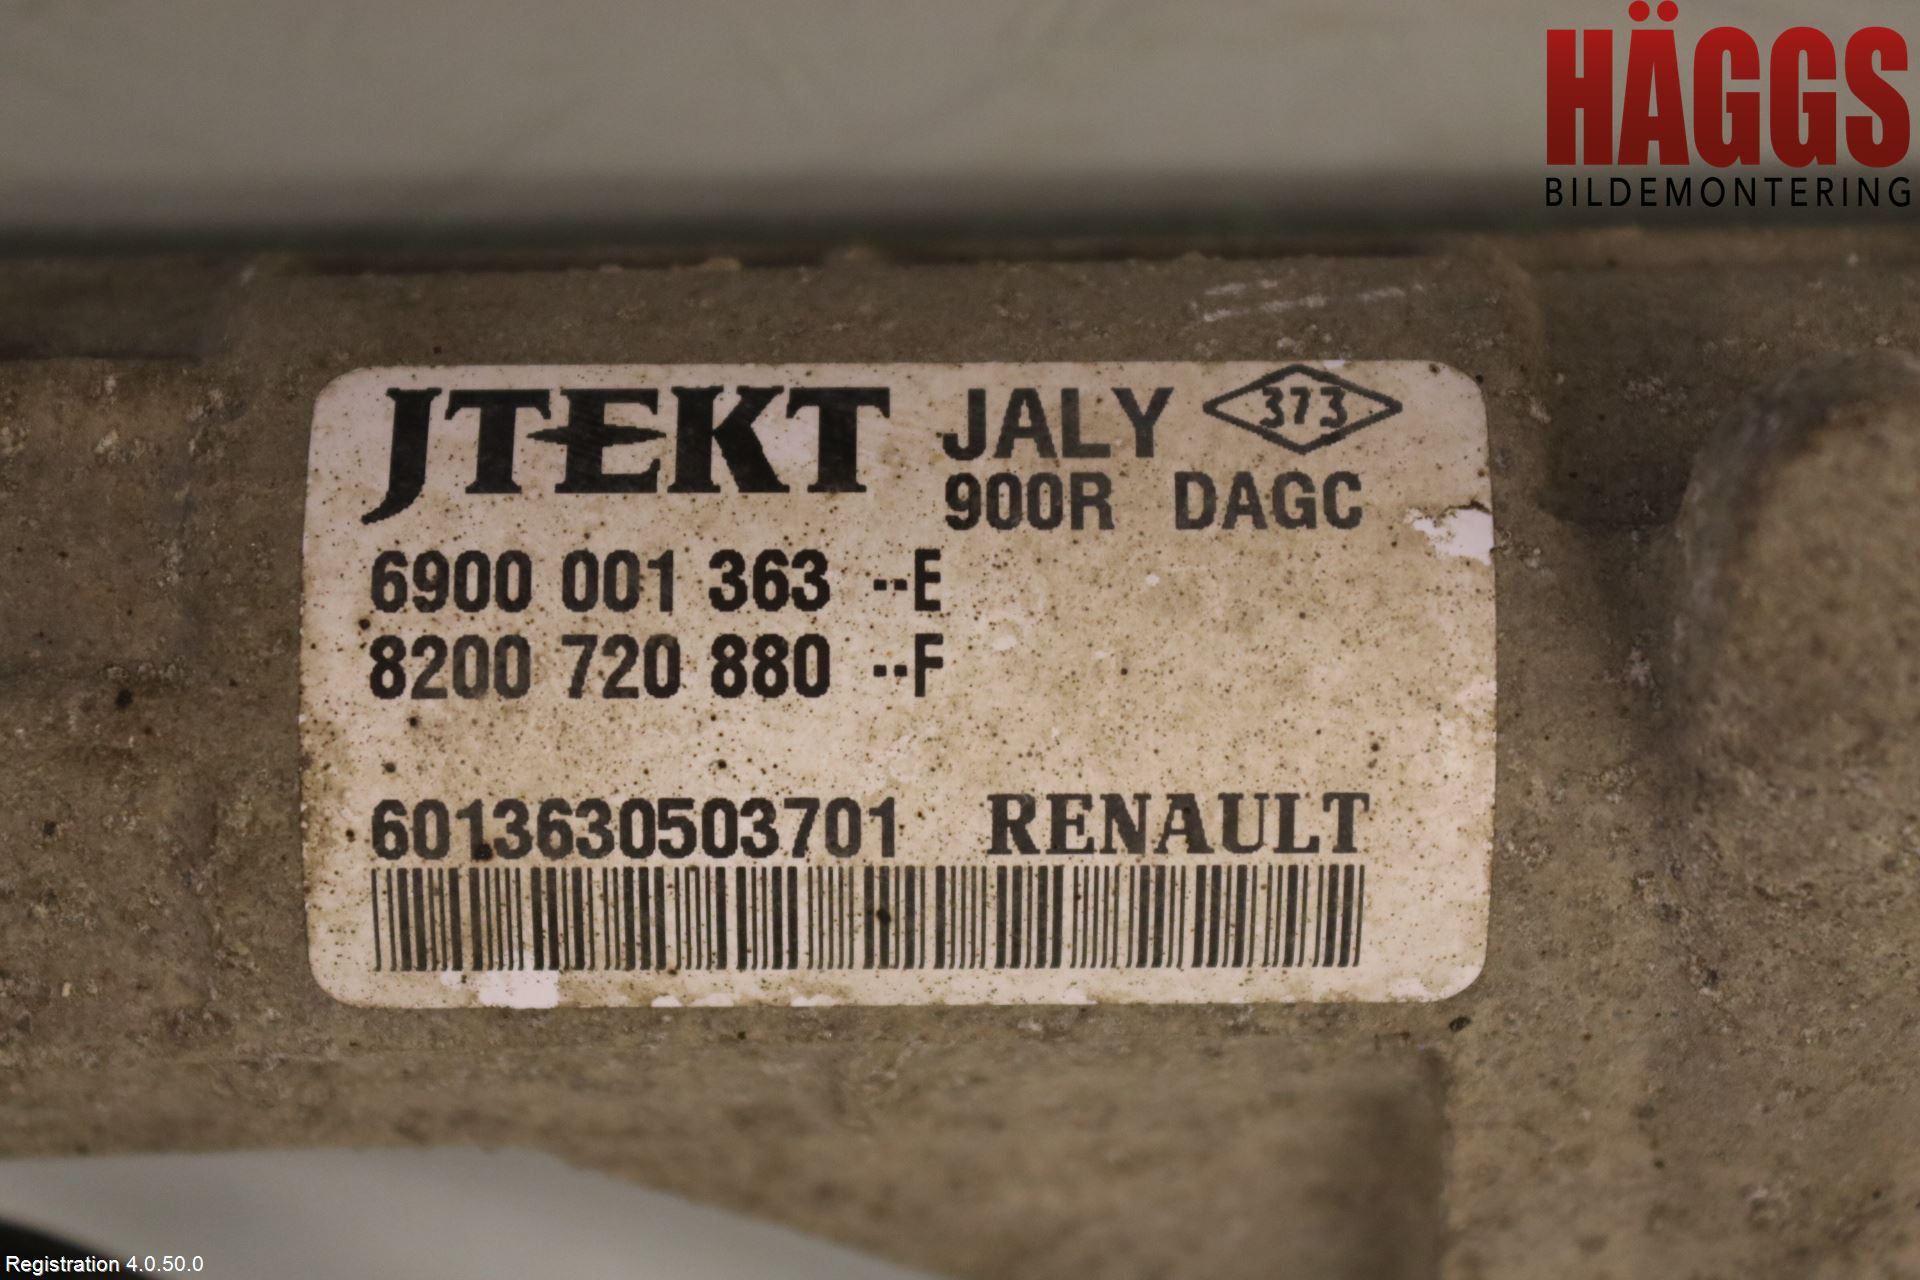 HÄGGS
BILDEMONTERING
JTEKT JALY 373
900R DAGC
6900 001 363 --E
8200 720 880 --F
6013630503701 RENAULT
Registration 4.0.50.0